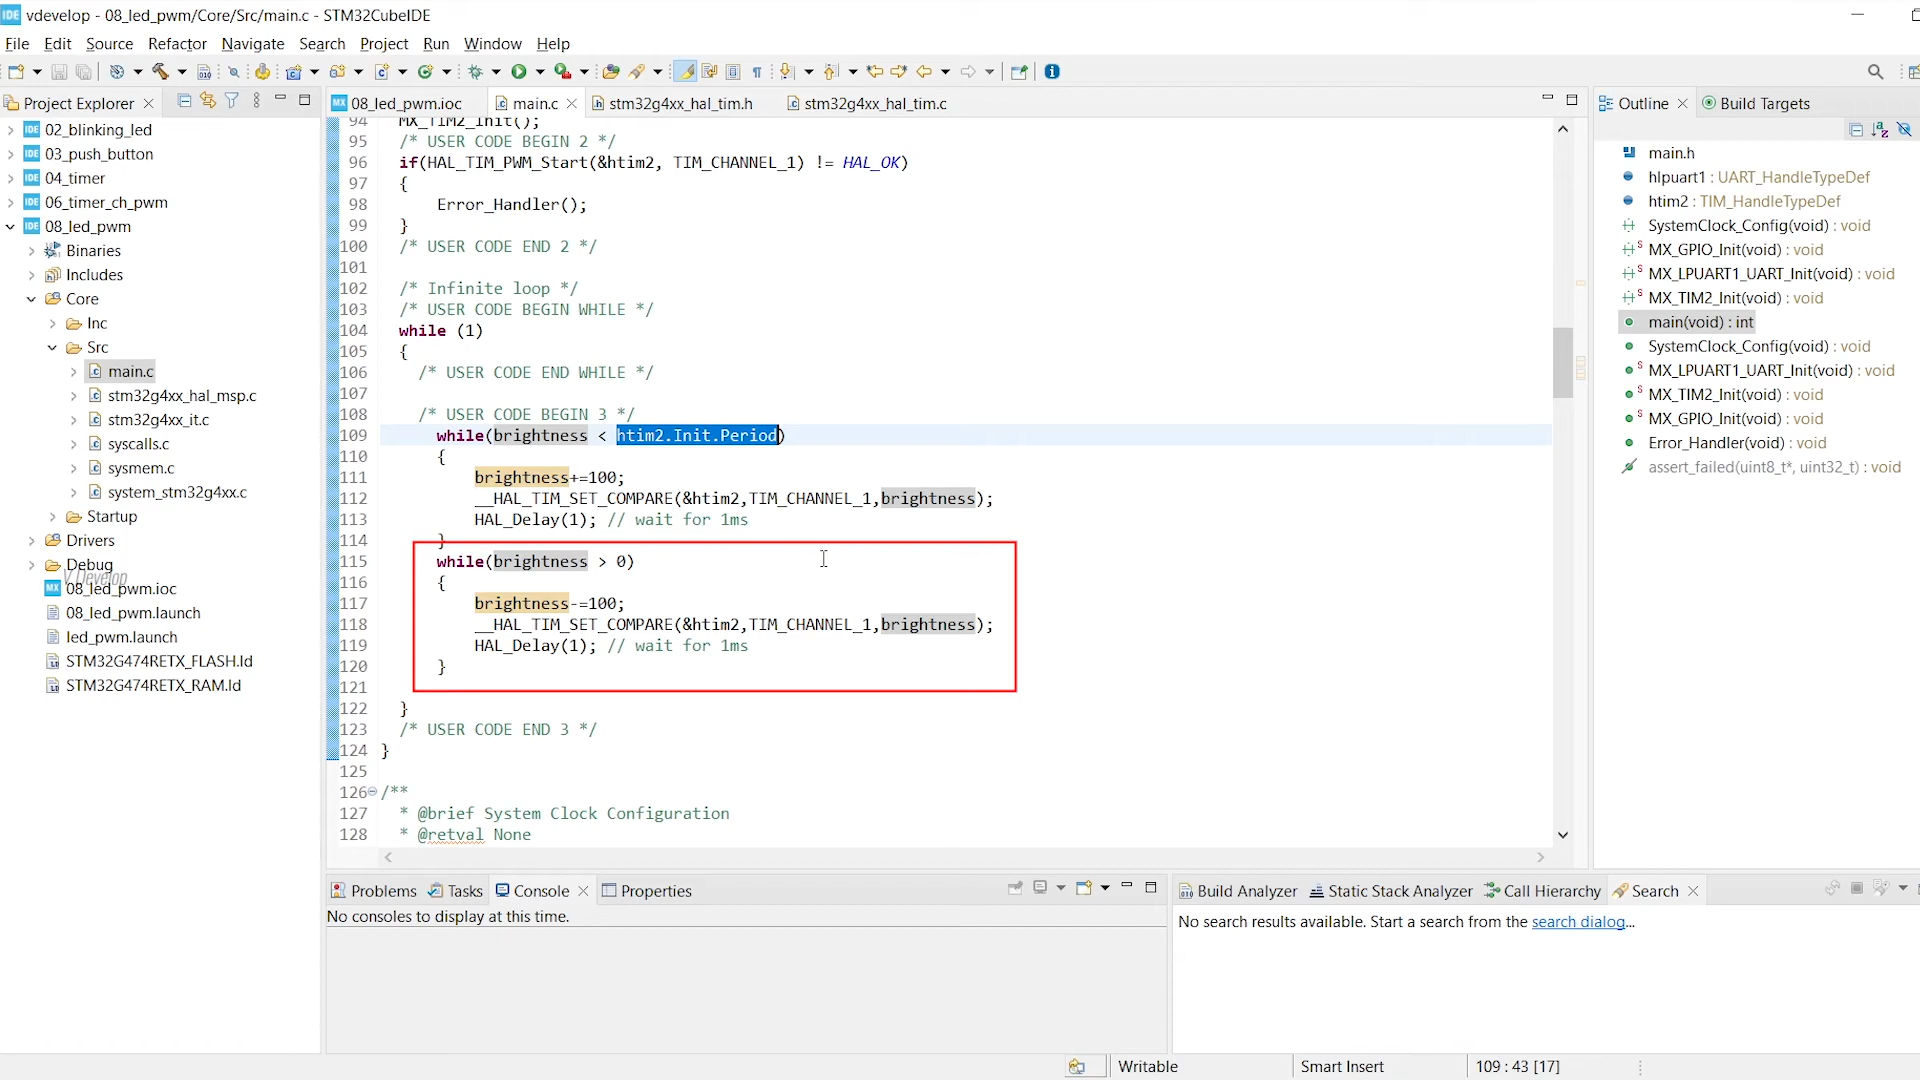 IDE vdevelop - 08_led_pwm/Core/Src/main.c - STM32CubeIDE
File Edit Source Refactor Navigate Search Project Run Window Help
Project Explorer
02_blinking_led
03_push_button
04_timer
06_timer_ch_pwm
08_led_pwm
Binaries
Includes
Core
Inc
Src
main.c
stm32g4xx_hal_msp.c
stm32g4xx_it.c
syscalls.c
sysmem.c
system_stm32g4xx.c
Startup
Drivers
Debug
V Develop
08_led_pwm.ioc
08_led_pwm.launch
led_pwm.launch
STM32G474RETX_FLASH.ld
STM32G474RETX_RAM.ld
MX 08_led_pwm.ioc main.c stm32g4xx_hal_tim.h stm32g4xx_hal_tim.c
94 MX_TIM2_Init();
95 /* USER CODE BEGIN 2 */
96 if(HAL_TIM_PWM_Start(&htim2, TIM_CHANNEL_1) != HAL_OK)
97 {
98 Error_Handler();
99 }
100 /* USER CODE END 2 */
101
102 /* Infinite loop */
103 /* USER CODE BEGIN WHILE */
104 while (1)
105 {
106 /* USER CODE END WHILE */
107
108 /* USER CODE BEGIN 3 */
109 while(brightness < htim2.Init.Period)
110 {
111 brightness+=100;
112 __HAL_TIM_SET_COMPARE(&htim2,TIM_CHANNEL_1,brightness);
113 HAL_Delay(1); // wait for 1ms
114 }
115 while(brightness > 0)
116 {
117 brightness-=100;
118 __HAL_TIM_SET_COMPARE(&htim2,TIM_CHANNEL_1,brightness);
119 HAL_Delay(1); // wait for 1ms
120 }
121
122 }
123 /* USER CODE END 3 */
124 }
125
126 /**
127 * @brief System Clock Configuration
128 * @retval None
Outline Build Targets
main.h
hlpuart1 : UART_HandleTypeDef
htim2 : TIM_HandleTypeDef
SystemClock_Config(void) : void
MX_GPIO_Init(void) : void
MX_LPUART1_UART_Init(void) : void
MX_TIM2_Init(void) : void
main(void) : int
SystemClock_Config(void) : void
MX_LPUART1_UART_Init(void) : void
MX_TIM2_Init(void) : void
MX_GPIO_Init(void) : void
Error_Handler(void) : void
assert_failed(uint8_t*, uint32_t) : void
Problems Tasks Console Properties
No consoles to display at this time.
Build Analyzer Static Stack Analyzer Call Hierarchy Search
No search results available. Start a search from the search dialog...
Writable Smart Insert 109 : 43 [17]